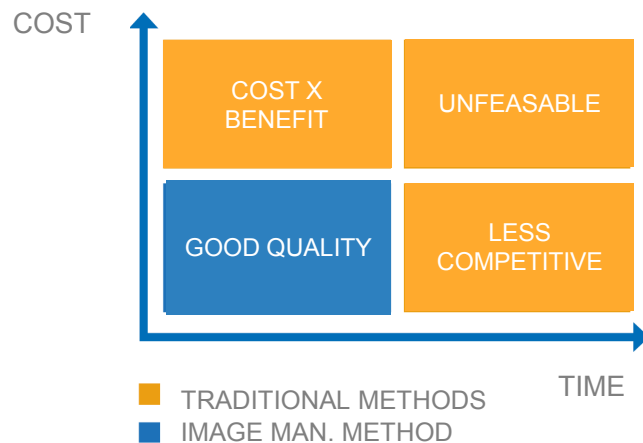 COST
COST X
BENEFIT
UNFEASABLE
GOOD QUALITY
LESS
COMPETITIVE
TIME
TRADITIONAL METHODS
IMAGE MAN. METHOD